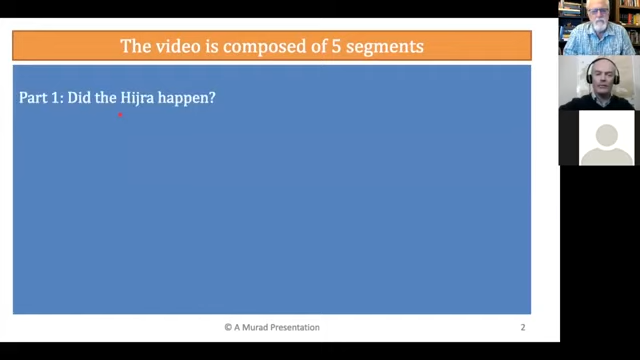 The video is composed of 5 segments
Part 1: Did the Hijra happen?
© A Murad Presentation
2